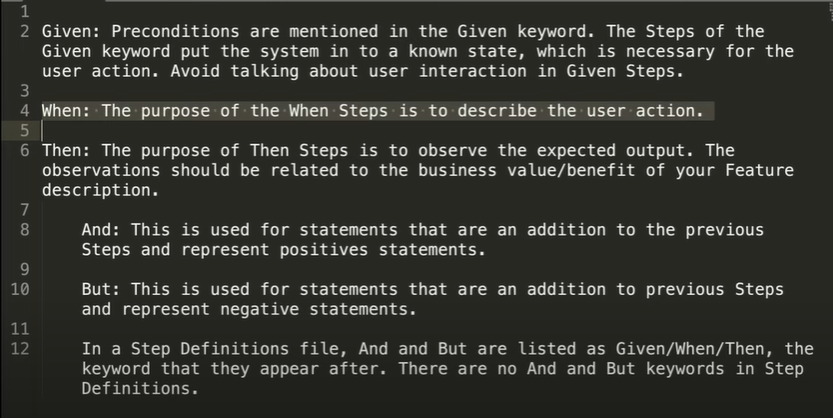 1
2 Given: Preconditions are mentioned in the Given keyword. The Steps of the
Given keyword put the system in to a known state, which is necessary for the
user action. Avoid talking about user interaction in Given Steps.
3
4 When: The purpose of the When Steps is to describe the user action.
5
6 Then: The purpose of Then Steps is to observe the expected output. The
observations should be related to the business value/benefit of your Feature
description.
7
8 And: This is used for statements that are an addition to the previous
Steps and represent positives statements.
9
10 But: This is used for statements that are an addition to previous Steps
and represent negative statements.
11
12 In a Step Definitions file, And and But are listed as Given/When/Then, the
keyword that they appear after. There are no And and But keywords in Step
Definitions.